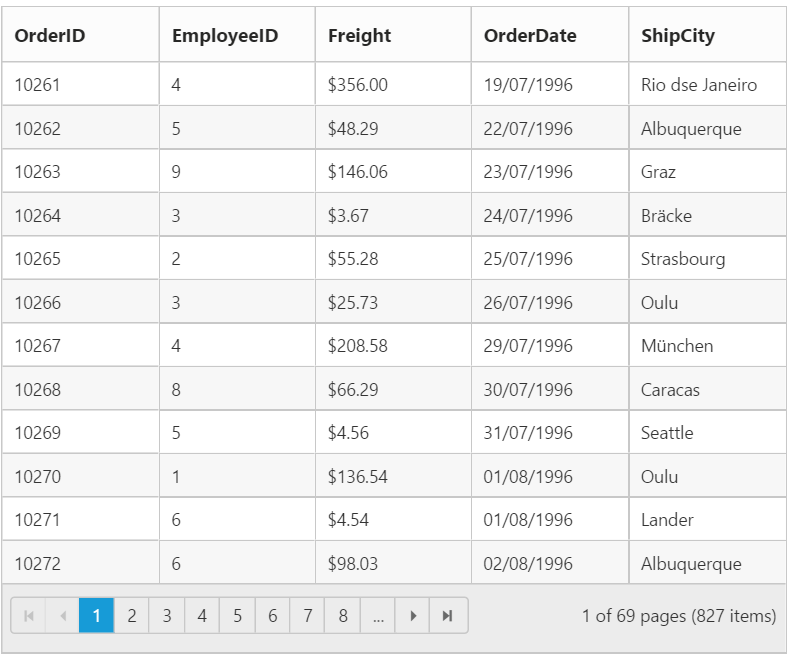 OrderID EmployeeID Freight OrderDate ShipCity
10261 4 $356.00 19/07/1996 Rio dse Janeiro
10262 5 $48.29 22/07/1996 Albuquerque
10263 9 $146.06 23/07/1996 Graz
10264 3 $3.67 24/07/1996 Bräcke
10265 2 $55.28 25/07/1996 Strasbourg
10266 3 $25.73 26/07/1996 Oulu
10267 4 $208.58 29/07/1996 München
10268 8 $66.29 30/07/1996 Caracas
10269 5 $4.56 31/07/1996 Seattle
10270 1 $136.54 01/08/1996 Oulu
10271 6 $4.54 01/08/1996 Lander
10272 6 $98.03 02/08/1996 Albuquerque
1 2 3 4 5 6 7 8 ... 1 of 69 pages (827 items)